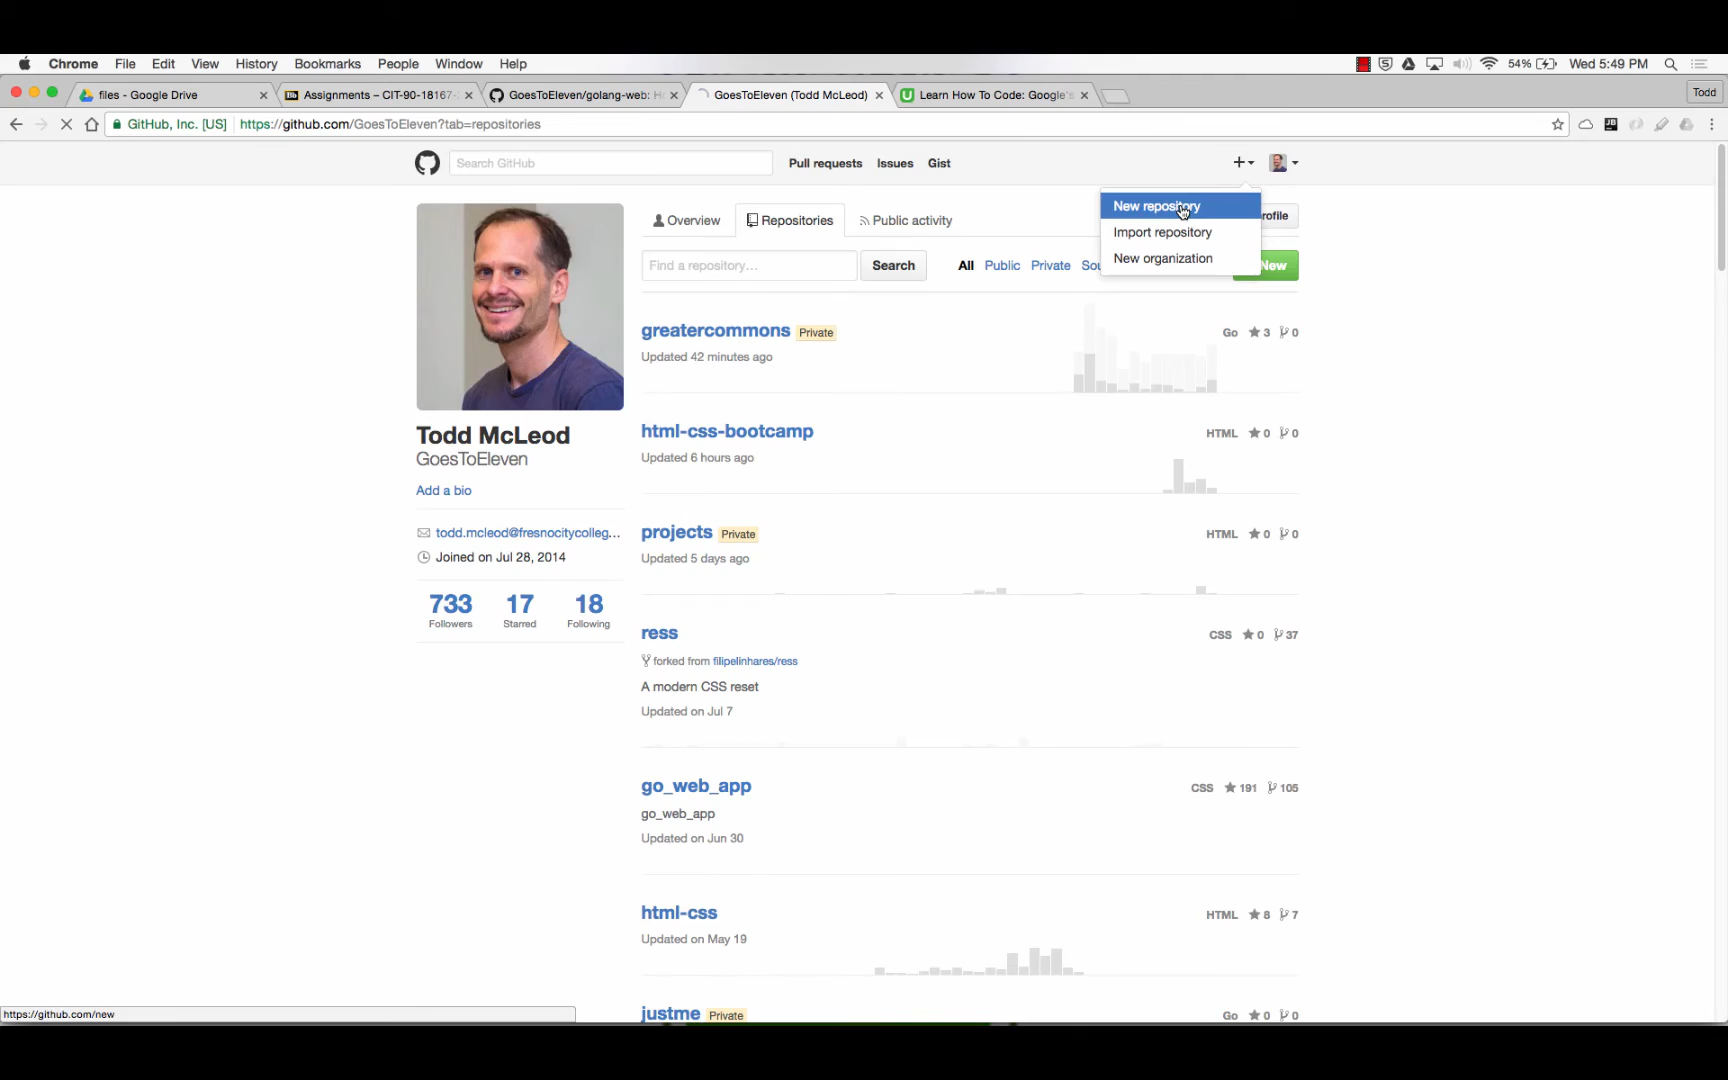 Chrome File Edit View History Bookmarks People Window Help 54% Wed 5:49 PM
files - Google Drive Assignments – CIT-90-18167- GoesToEleven/golang-web: Ho GoesToEleven (Todd McLeod) Learn How To Code: Google's Todd
GitHub, Inc. [US] https://github.com/GoesToEleven?tab=repositories
Search GitHub Pull requests Issues Gist
New repository
Import repository
New organization
Overview Repositories Public activity rofile
Find a repository... Search All Public Private Sou New
greatercommons Private Go 3 0
Updated 42 minutes ago
html-css-bootcamp HTML 0 0
Updated 6 hours ago
Todd McLeod
GoesToEleven
Add a bio
todd.mcleod@fresnocitycolleg...
Joined on Jul 28, 2014
733 17 18
Followers Starred Following
projects Private HTML 0 0
Updated 5 days ago
ress CSS 0 37
forked from filipelinhares/ress
A modern CSS reset
Updated on Jul 7
go_web_app CSS 191 105
go_web_app
Updated on Jun 30
html-css HTML 8 7
Updated on May 19
justme Private Go 0 0
https://github.com/new